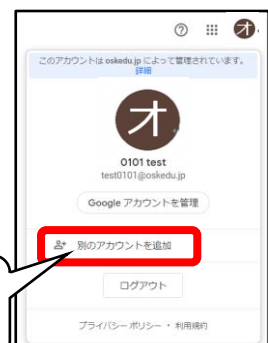 オ
このアカウントは oskedu.jp によって管理されています。
詳細
オ
0101 test
test0101@oskedu.jp
Google アカウントを管理
別のアカウントを追加
ログアウト
プライバシー ポリシー • 利用規約